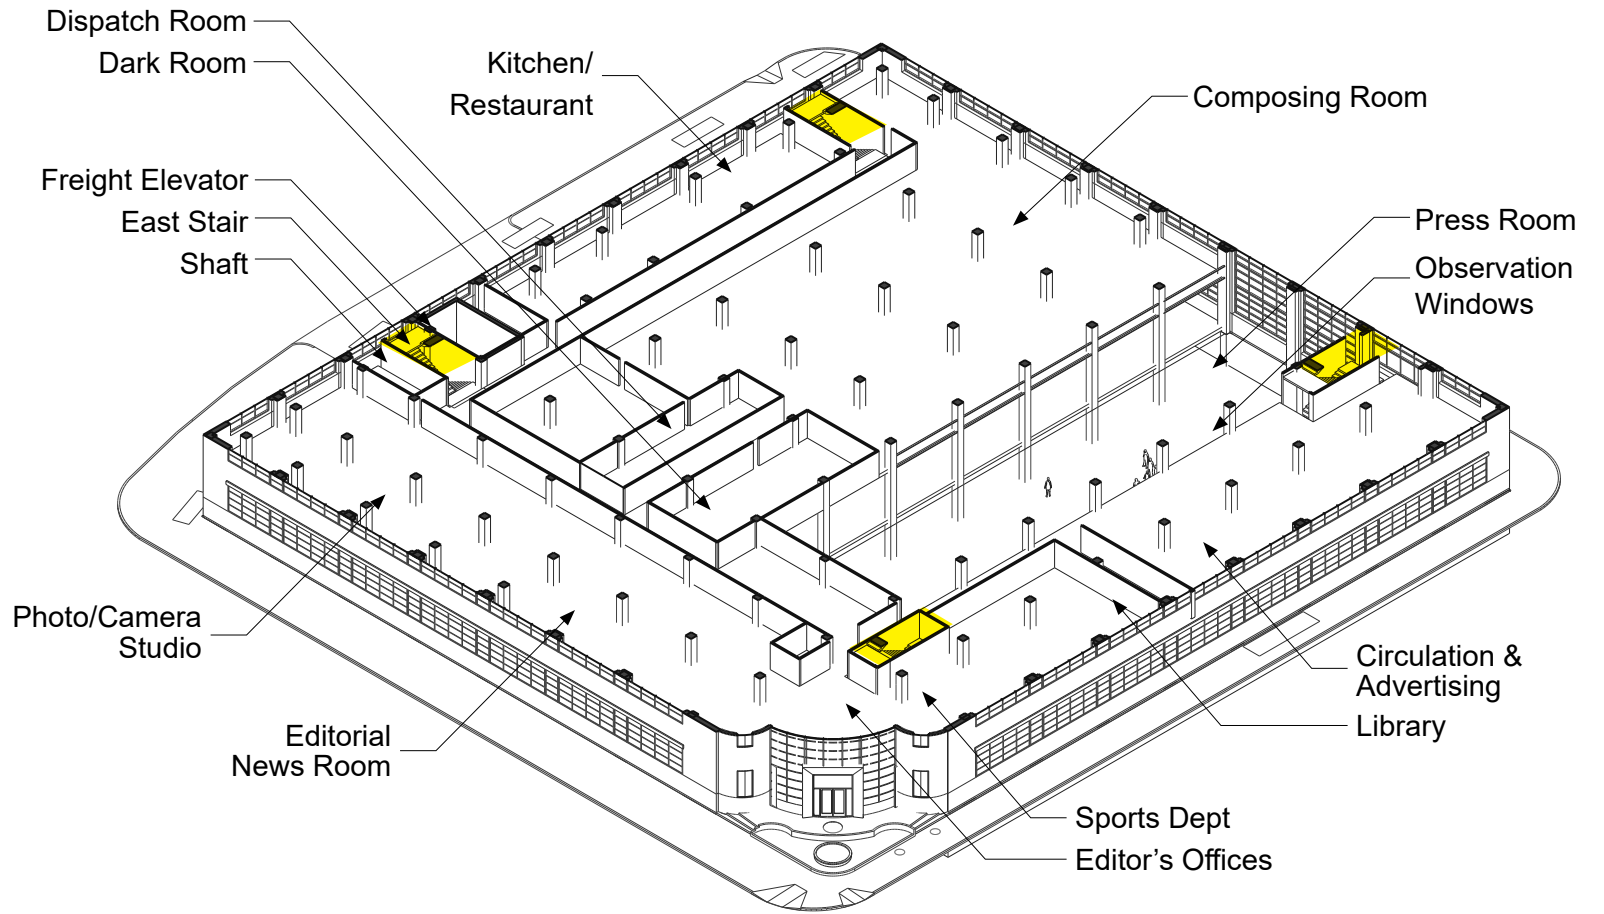 Dispatch Room
Dark Room
Kitchen/
Restaurant
Composing Room
Freight Elevator
East Stair
Shaft
Press Room
Observation
Windows
Photo/Camera
Studio
Editorial
News Room
Circulation &
Advertising
Library
Sports Dept
Editor’s Offices